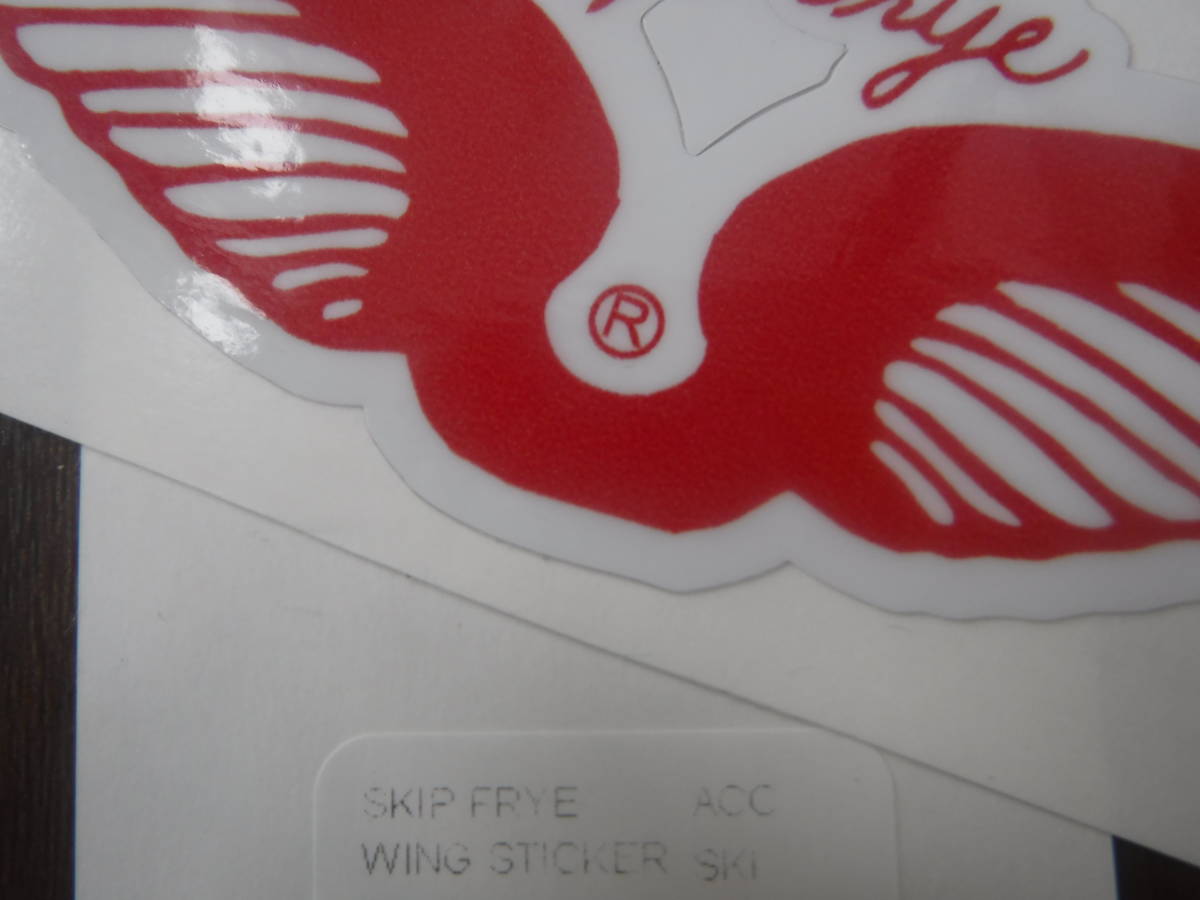 rye
®
SKIP FRYE ACC
WING STICKER SKI